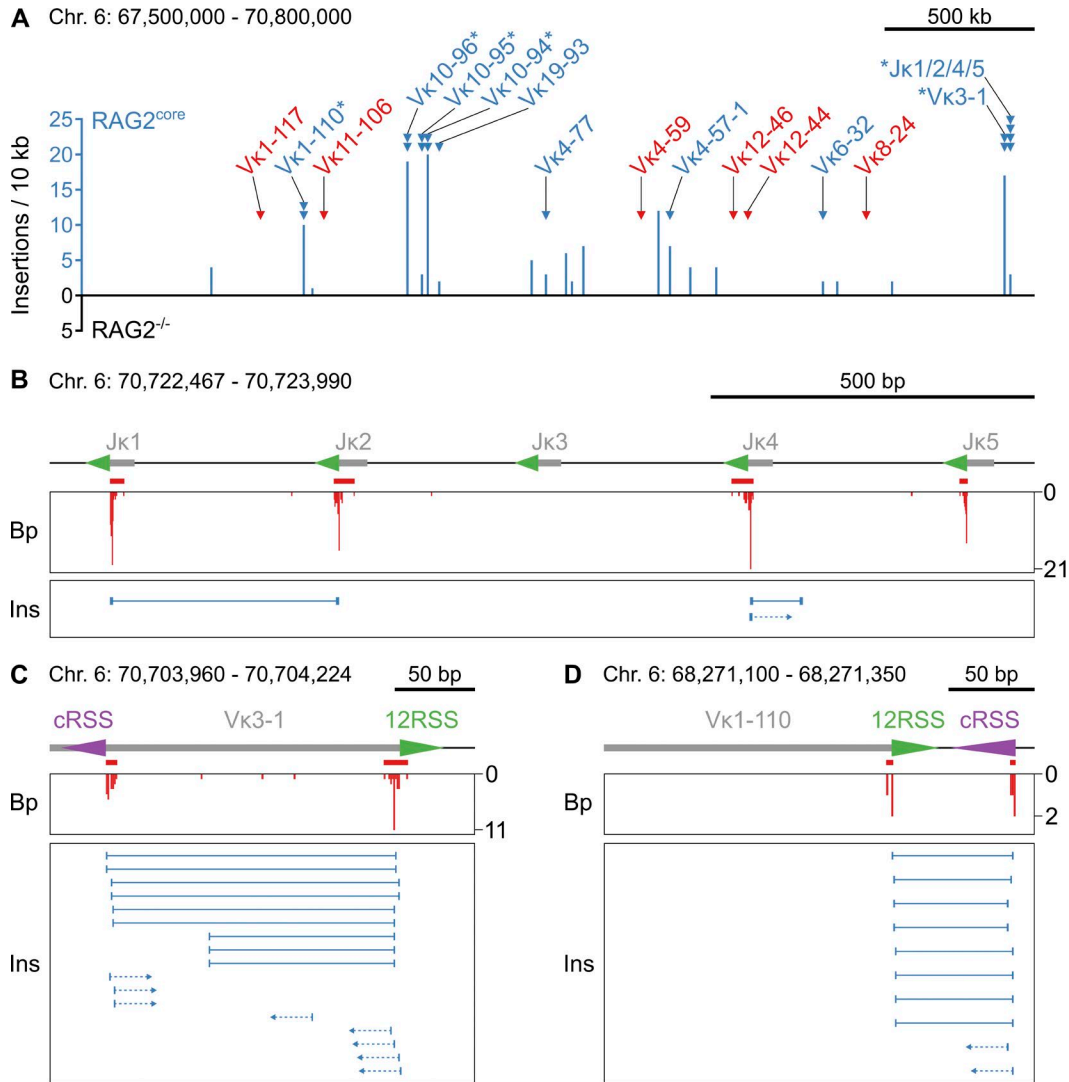 A Chr. 6: 67,500,000 - 70,800,000
500 kb
Vκ10-96*
Vκ10-95*
Vκ10-94*
Vκ19-93
*Jκ1/2/4/5
*Vκ3-1
Vκ1-117
Vκ1-110*
Vκ11-106
Vκ4-77
Vκ4-59
Vκ4-57-1
Vκ12-46
Vκ12-44
Vκ6-32
Vκ8-24
Insertions / 10 kb
25
RAG2core
20
15
10
5
0
5
RAG2-/-
B Chr. 6: 70,722,467 - 70,723,990
500 bp
Jκ1 Jκ2 Jκ3 Jκ4 Jκ5
0
Bp
21
Ins
C Chr. 6: 70,703,960 - 70,704,224
50 bp
cRSS Vκ3-1 12RSS
0
Bp
11
Ins
D Chr. 6: 68,271,100 - 68,271,350
50 bp
Vκ1-110 12RSS cRSS
0
Bp
2
Ins